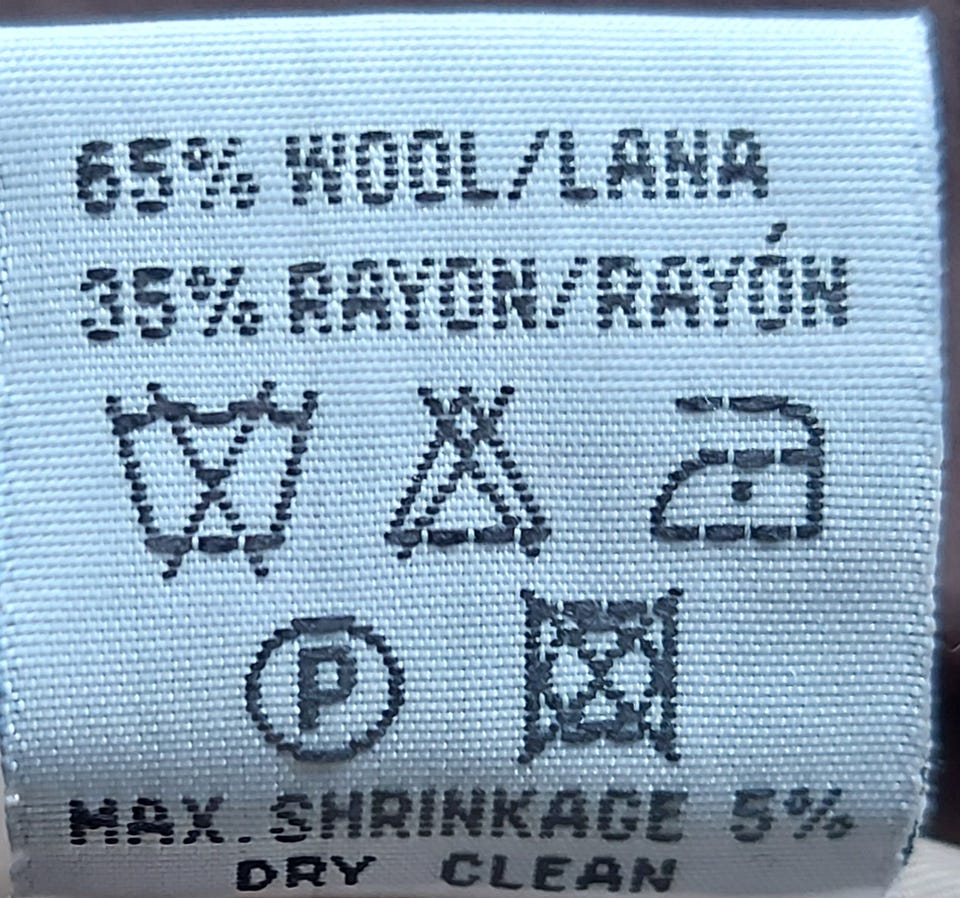 65% WOOL/LANA
35% RAYON/RAYÓN
P
MAX. SHRINKAGE 5%
DRY CLEAN